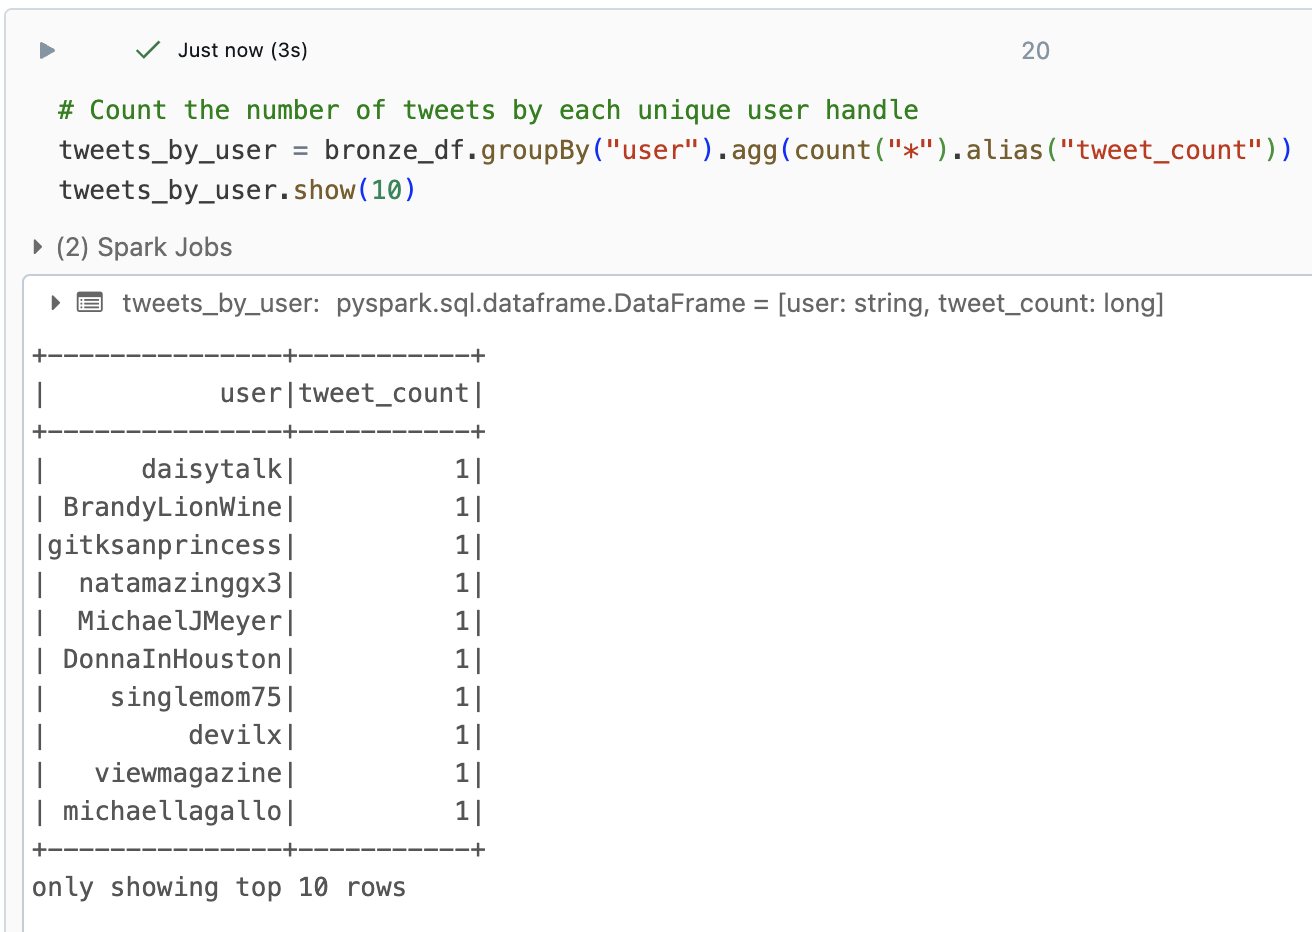 Just now (3s)
20
# Count the number of tweets by each unique user handle
tweets_by_user = bronze_df.groupBy("user").agg(count("*").alias("tweet_count"))
tweets_by_user.show(10)
(2) Spark Jobs
tweets_by_user: pyspark.sql.dataframe.DataFrame = [user: string, tweet_count: long]
+---------------+-----------+
|           user|tweet_count|
+---------------+-----------+
|      daisytalk|          1|
| BrandyLionWine|          1|
|gitksanprincess|          1|
|  natamazinggx3|          1|
|  MichaelJMeyer|          1|
| DonnaInHouston|          1|
|    singlemom75|          1|
|         devilx|          1|
|   viewmagazine|          1|
| michaellagallo|          1|
+---------------+-----------+
only showing top 10 rows